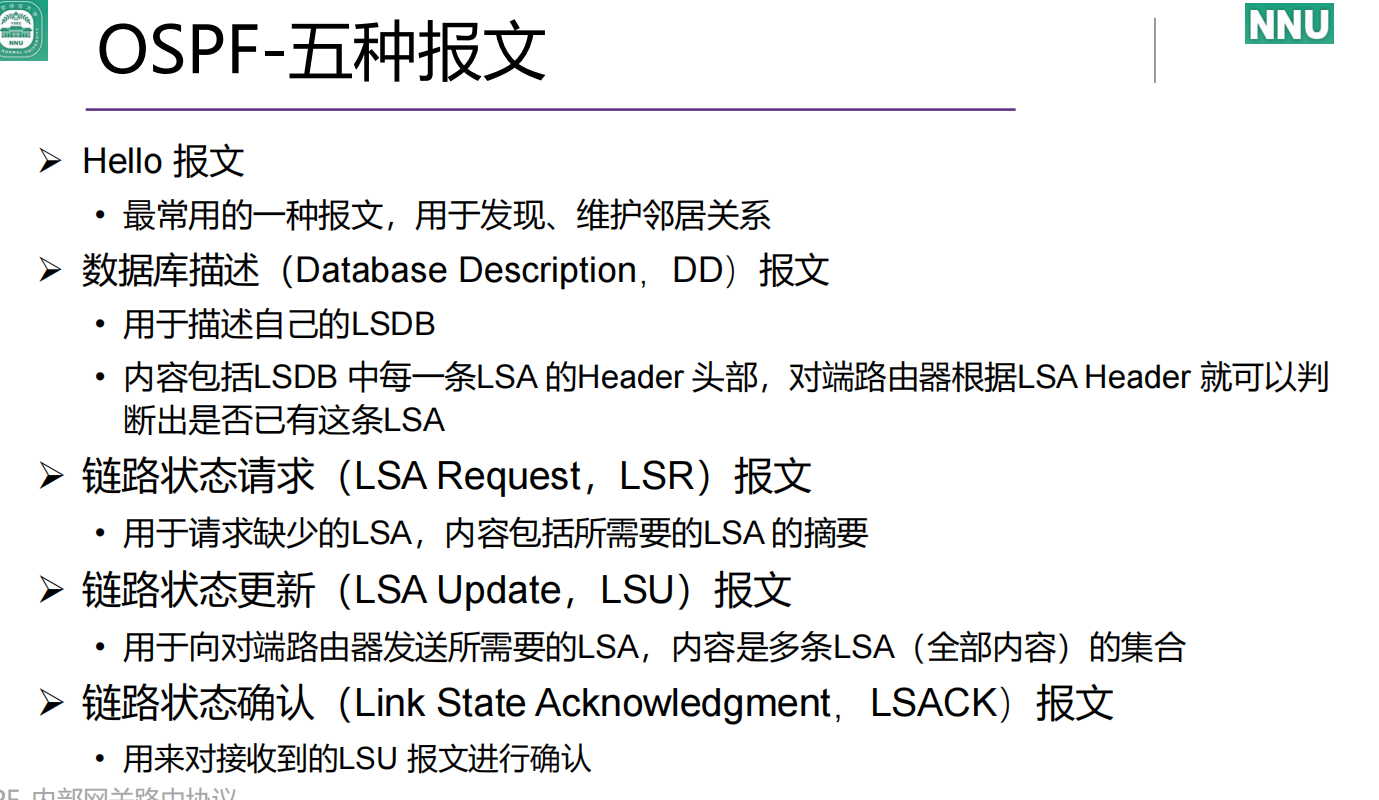 OSPF-五种报文
NNU
NNU
Hello 报文
最常用的一种报文，用于发现、维护邻居关系
数据库描述（Database Description，DD）报文
用于描述自己的LSDB
内容包括LSDB 中每一条LSA 的Header 头部，对端路由器根据LSA Header 就可以判
断出是否已有这条LSA
链路状态请求（LSA Request，LSR）报文
用于请求缺少的LSA，内容包括所需要的LSA 的摘要
链路状态更新（LSA Update，LSU）报文
用于向对端路由器发送所需要的LSA，内容是多条LSA（全部内容）的集合
链路状态确认（Link State Acknowledgment，LSACK）报文
用来对接收到的LSU 报文进行确认
PF-内部网关路由协议